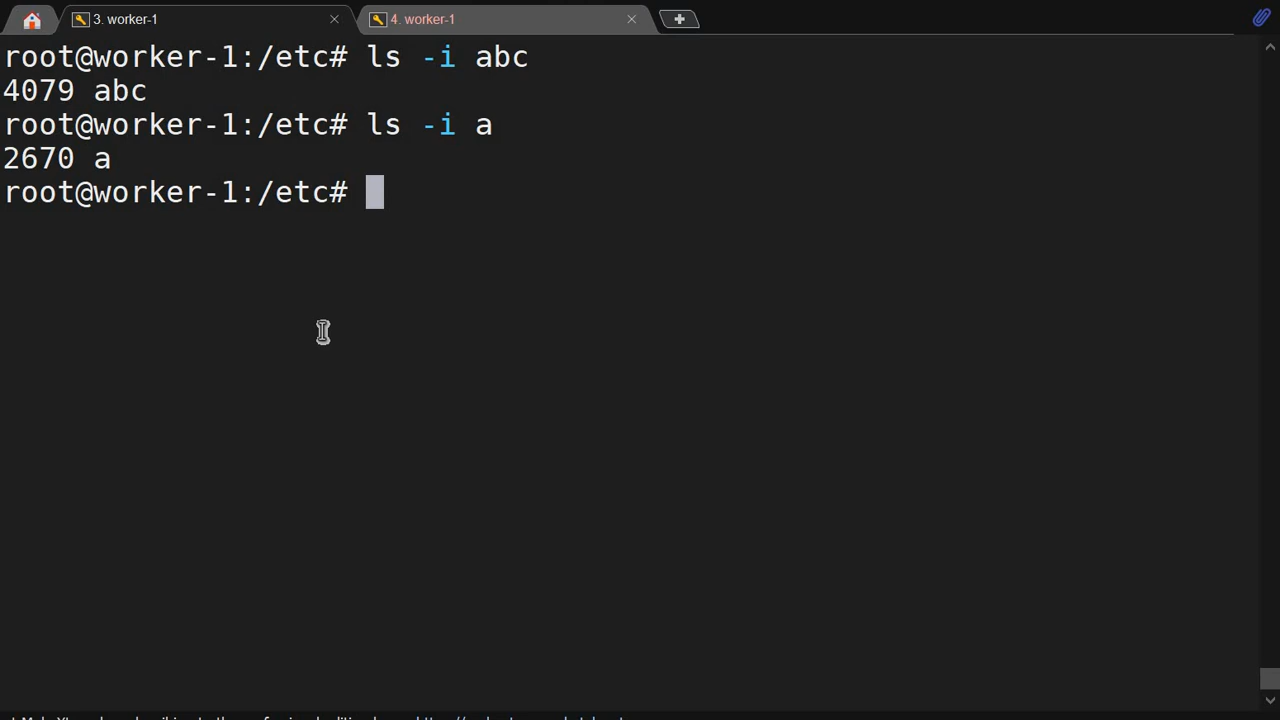 3. worker-1
4. worker-1
root@worker-1:/etc# ls -i abc
4079 abc
root@worker-1:/etc# ls -i a
2670 a
root@worker-1:/etc#